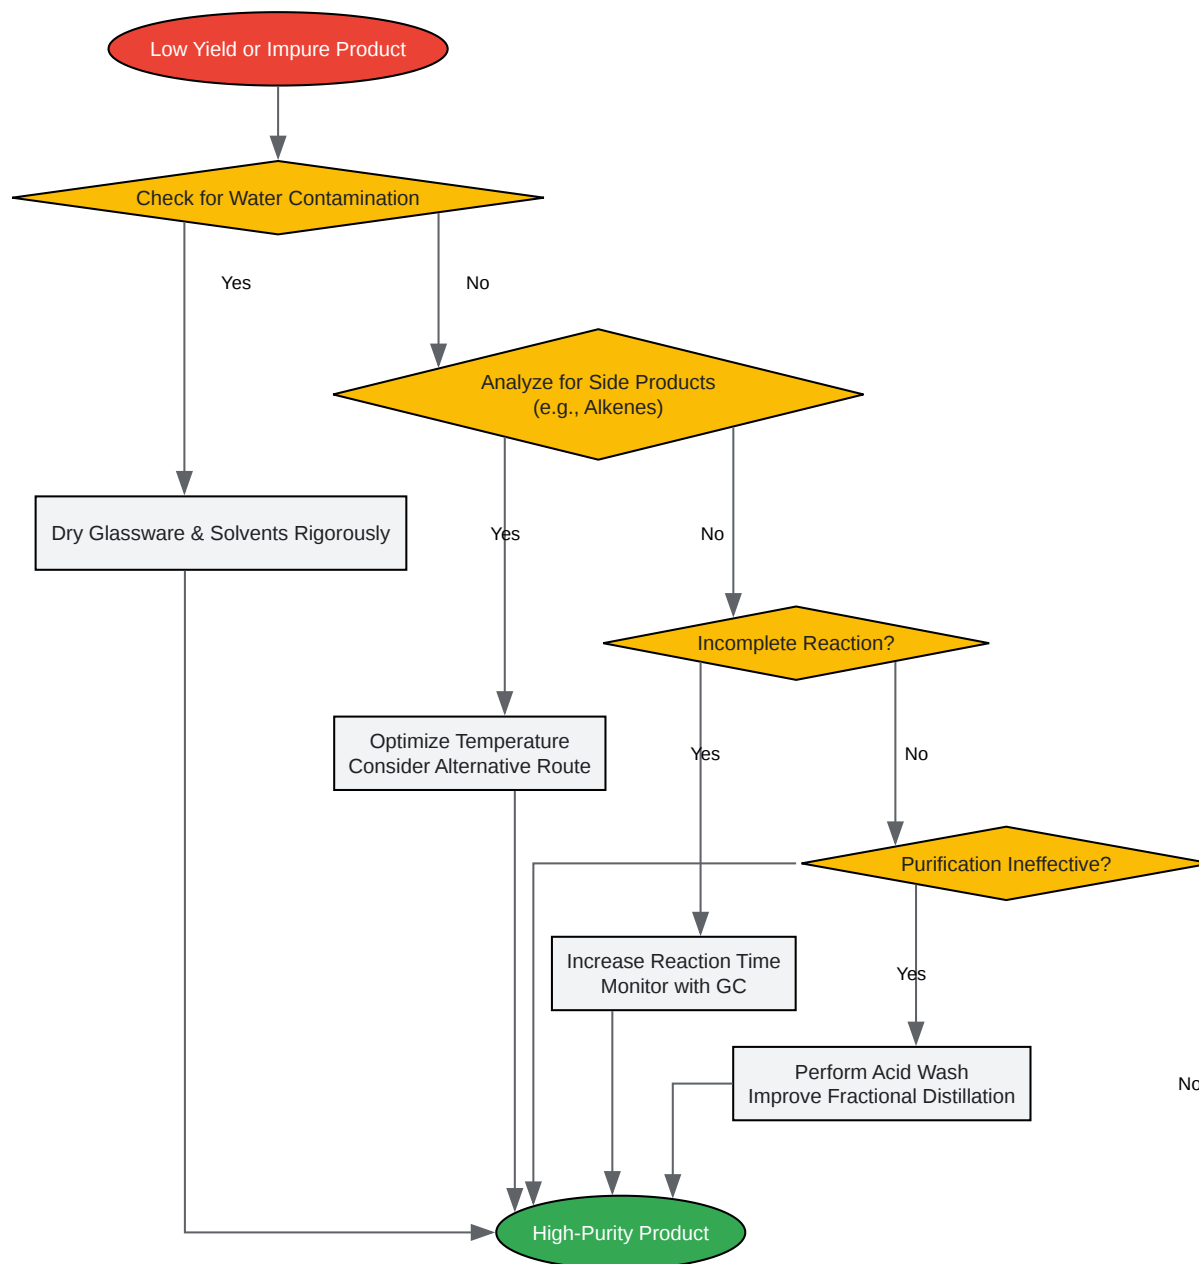 Low Yield or Impure Product
Check for Water Contamination
Yes
No
Analyze for Side Products
(e.g., Alkenes)
Dry Glassware & Solvents Rigorously
Yes
No
Incomplete Reaction?
Optimize Temperature
Consider Alternative Route
Yes
No
Purification Ineffective?
Increase Reaction Time
Monitor with GC
Yes
Perform Acid Wash
Improve Fractional Distillation
No
High-Purity Product